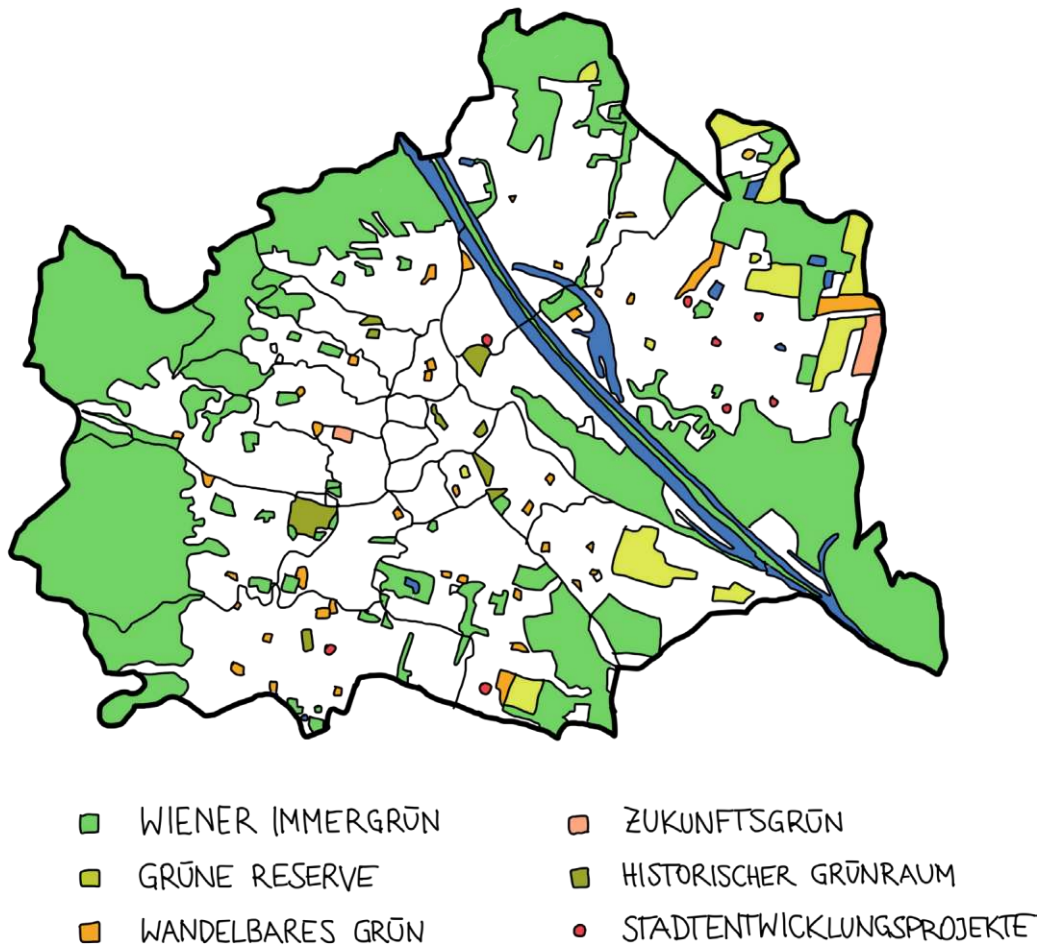 WIENER IMMERGRÜN
GRÜNE RESERVE
WANDELBARES GRÜN
ZUKUNFTSGRÜN
HISTORISCHER GRÜNRAUM
STADTENTWICKLUNGSPROJEKTE